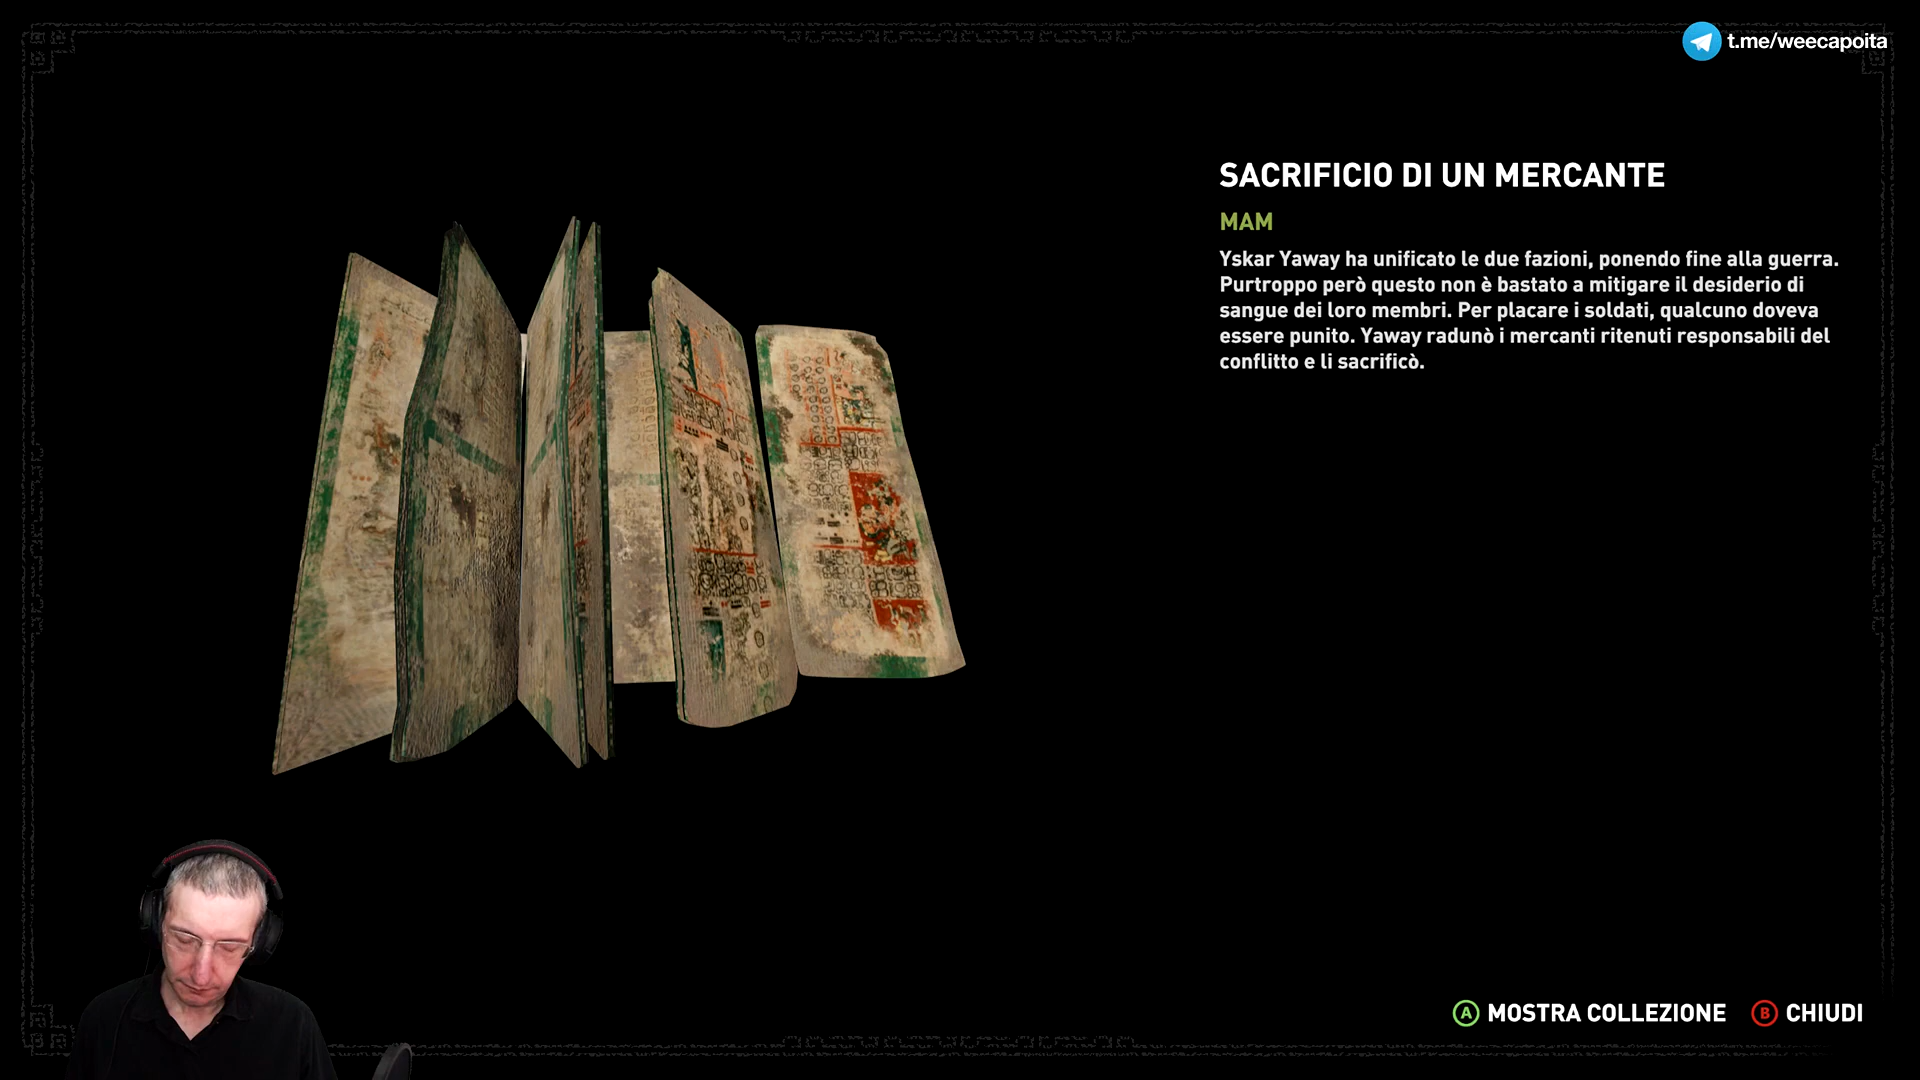 t.me/weecapoita
SACRIFICIO DI UN MERCANTE
MAM
Yskar Yaway ha unificato le due fazioni, ponendo fine alla guerra.
Purtroppo però questo non è bastato a mitigare il desiderio di
sangue dei loro membri. Per placare i soldati, qualcuno doveva
essere punito. Yaway radunò i mercanti ritenuti responsabili del
conflitto e li sacrificò.
A MOSTRA COLLEZIONE B CHIUDI